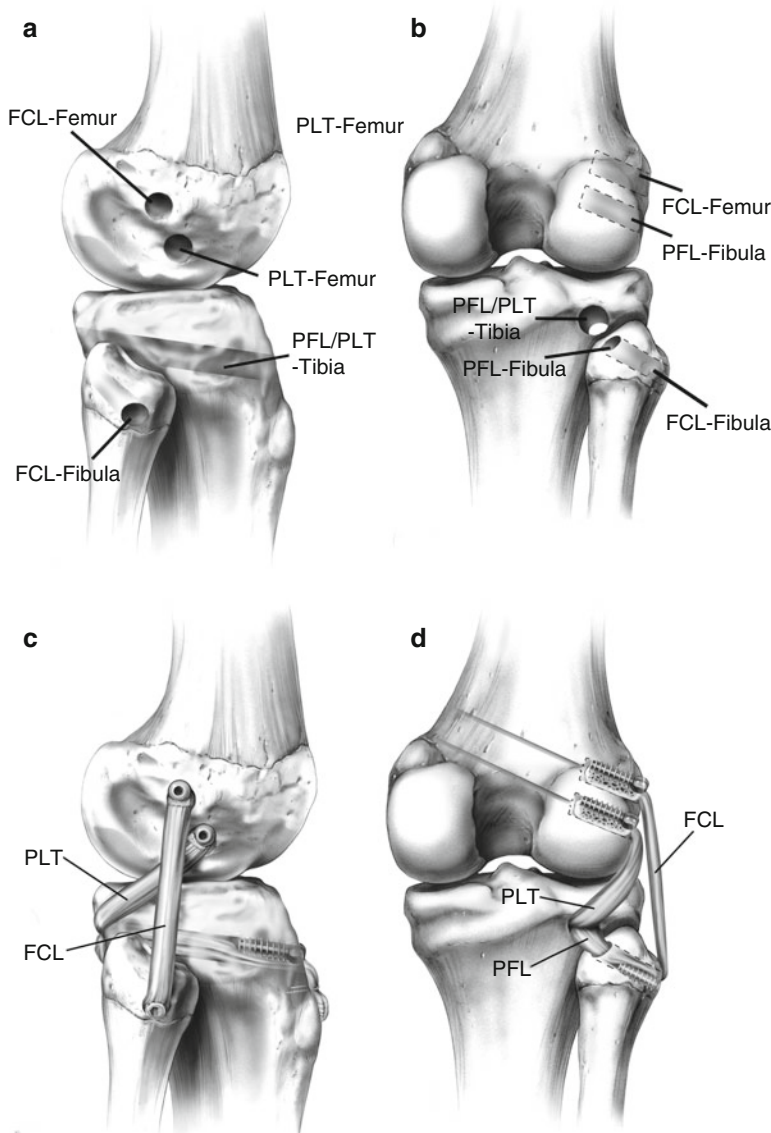 a
FCL-Femur
PLT-Femur
PLT-Femur
PFL/PLT
-Tibia
FCL-Fibula
b
FCL-Femur
PFL-Fibula
PFL/PLT
-Tibia
PFL-Fibula
FCL-Fibula
c
PLT
FCL
d
FCL
PLT
PFL